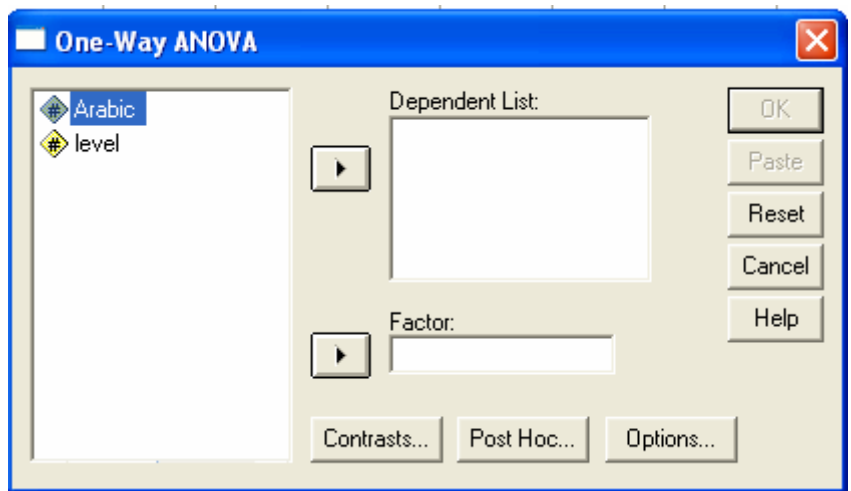 One-Way ANOVA
# Arabic
# level
Dependent List:
Factor:
OK
Paste
Reset
Cancel
Help
Contrasts...
Post Hoc...
Options...